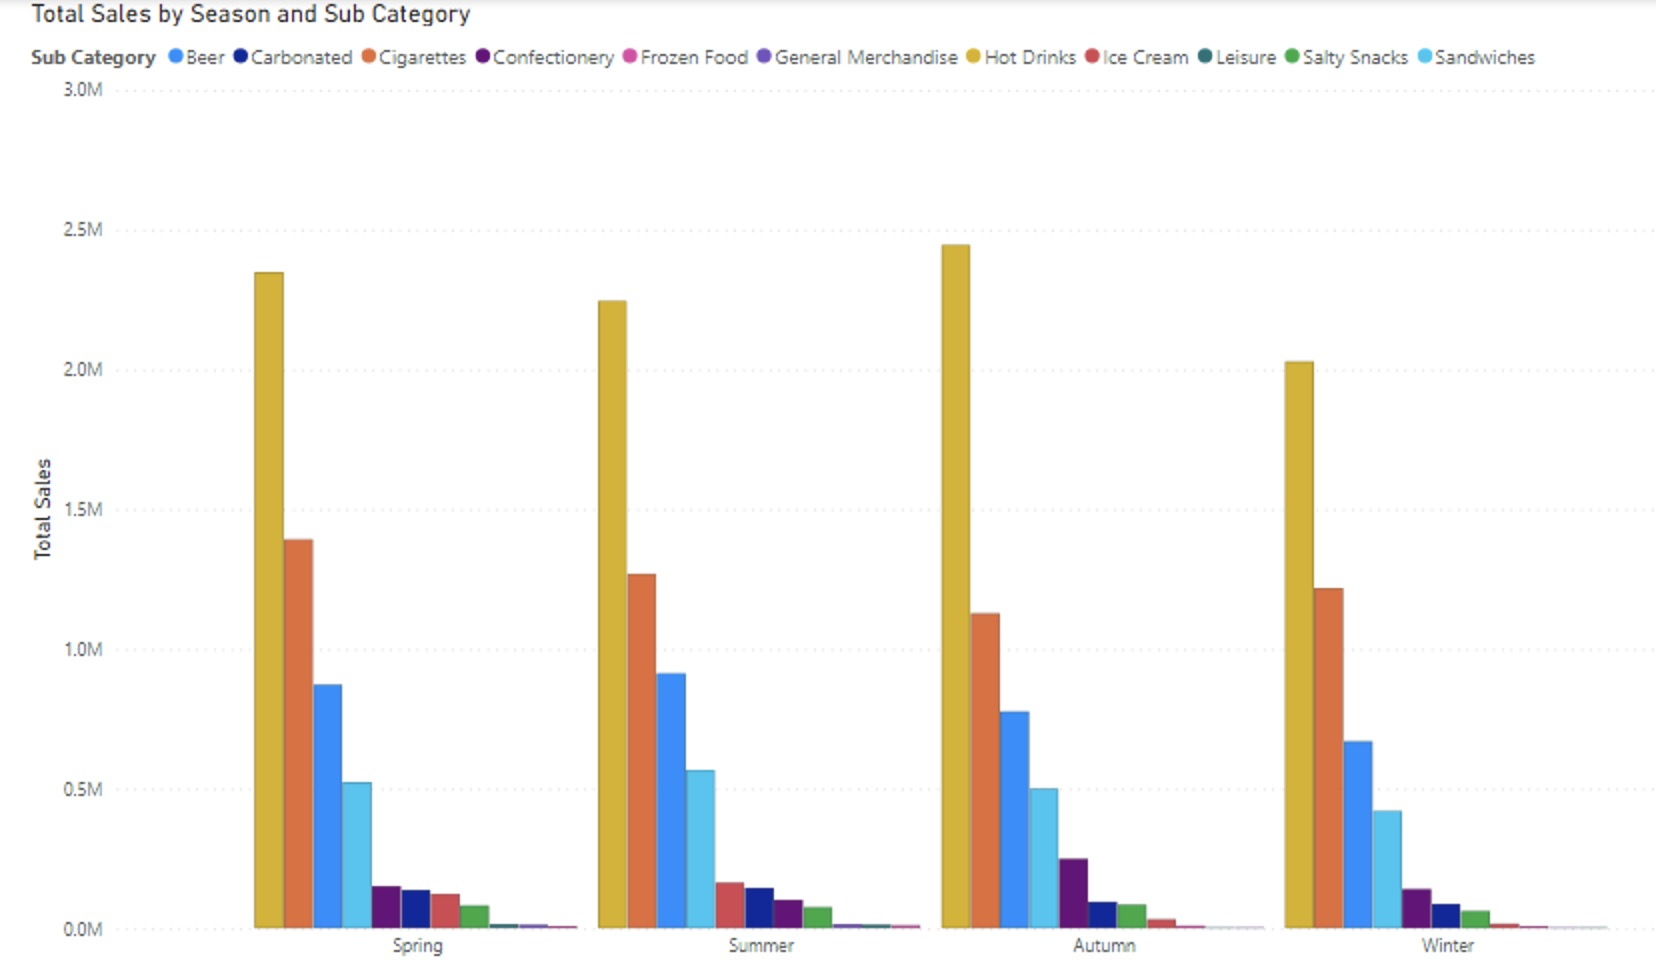 Total Sales by Season and Sub Category
Sub Category Beer Carbonated Cigarettes Confectionery Frozen Food General Merchandise Hot Drinks Ice Cream Leisure Salty Snacks Sandwiches
3.0M
2.5M
2.0M
1.5M
1.0M
0.5M
0.0M
Total Sales
Spring Summer Autumn Winter